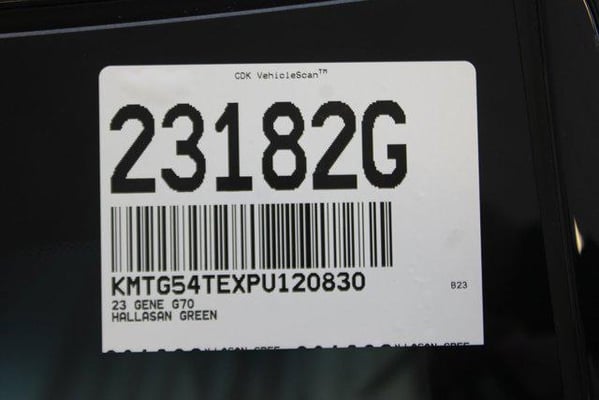 CDK VehicleScan™
23182G
KMTG54TEXPU120830
B23
23 GENE G70
HALLASAN GREEN